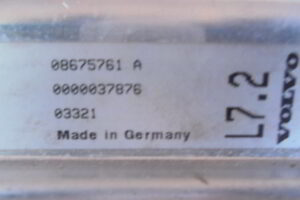 08675761 A
0000037876
03321
Made in Germany
L7.2
VOLVO